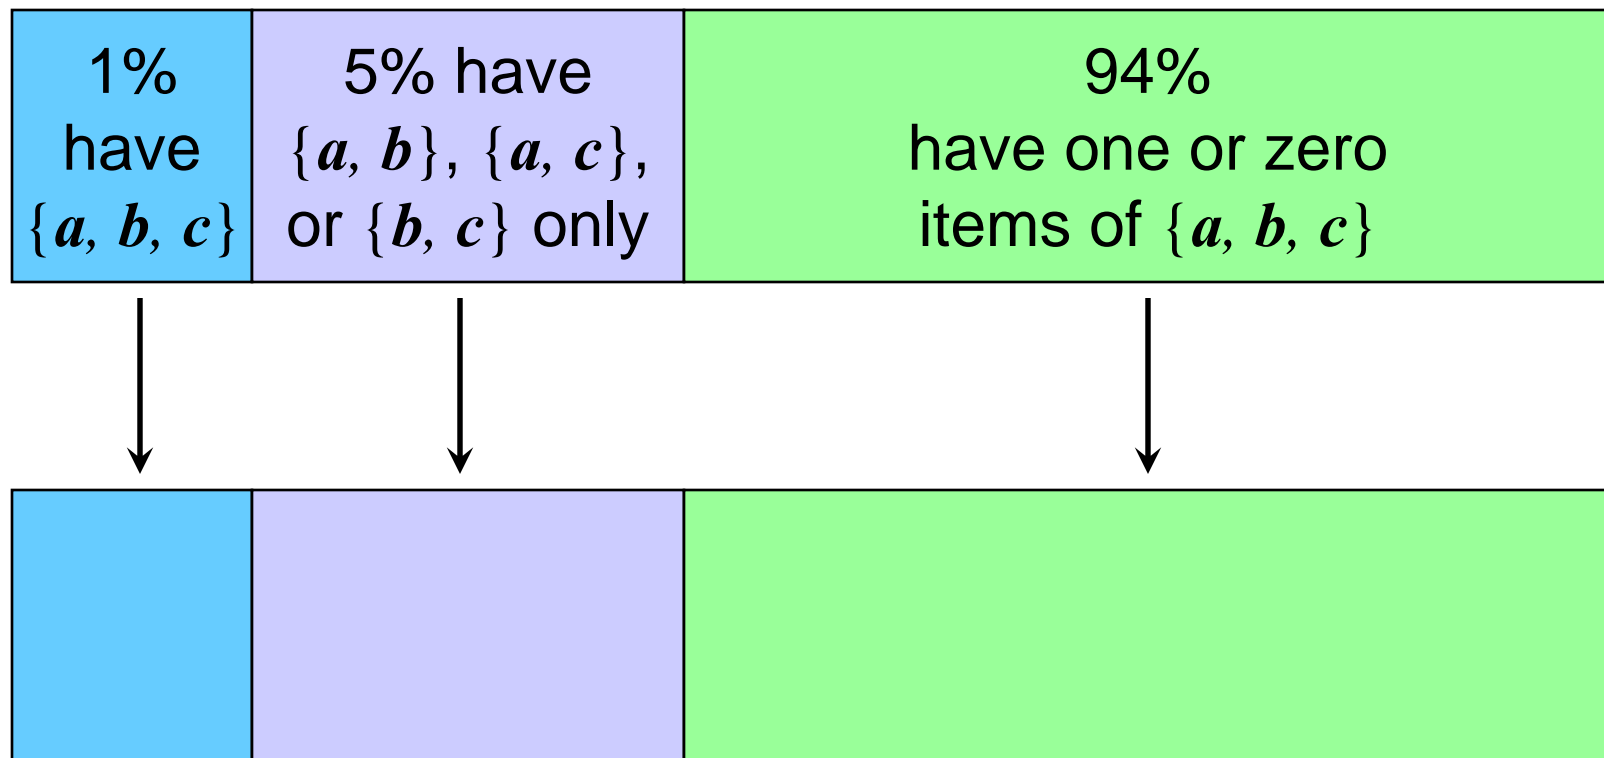 1%
have
{a, b, c}
5% have
{a, b}, {a, c},
or {b, c} only
94%
have one or zero
items of {a, b, c}